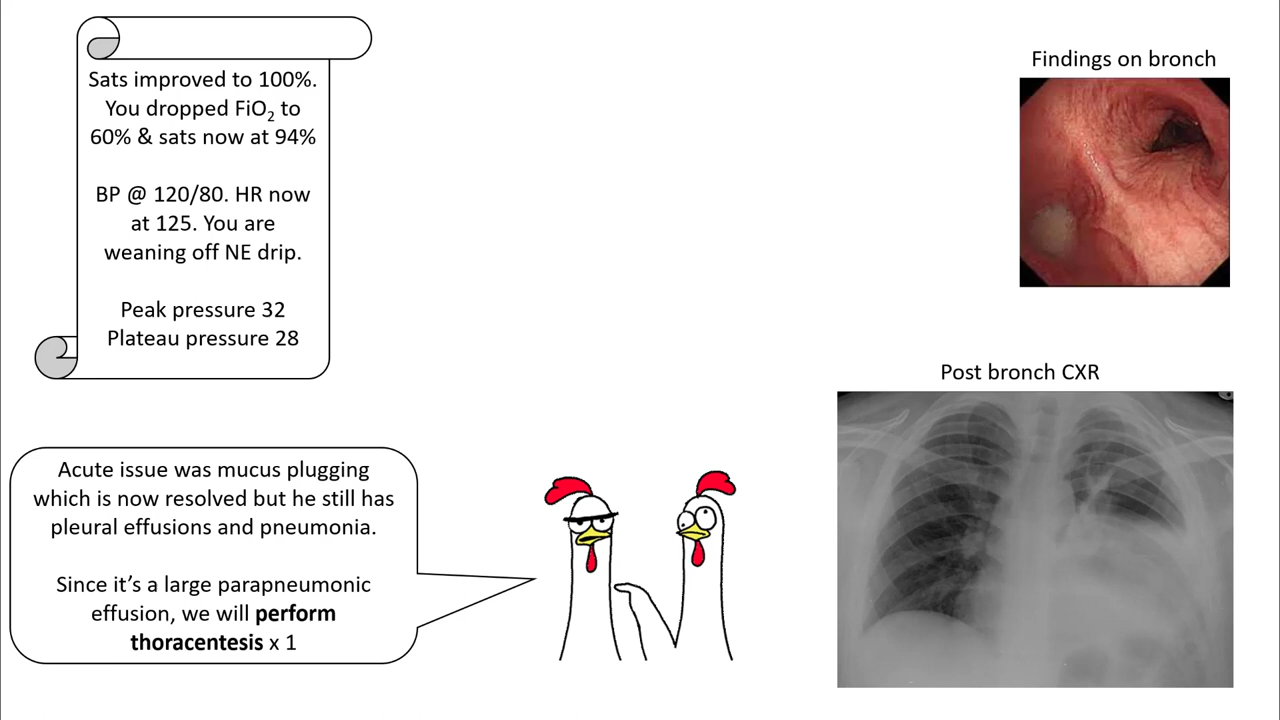 Sats improved to 100%.
You dropped FiO₂ to
60% & sats now at 94%
BP @ 120/80. HR now
at 125. You are
weaning off NE drip.
Peak pressure 32
Plateau pressure 28
Findings on bronch
Post bronch CXR
Acute issue was mucus plugging
which is now resolved but he still has
pleural effusions and pneumonia.
Since it’s a large parapneumonic
effusion, we will perform
thoracentesis x 1